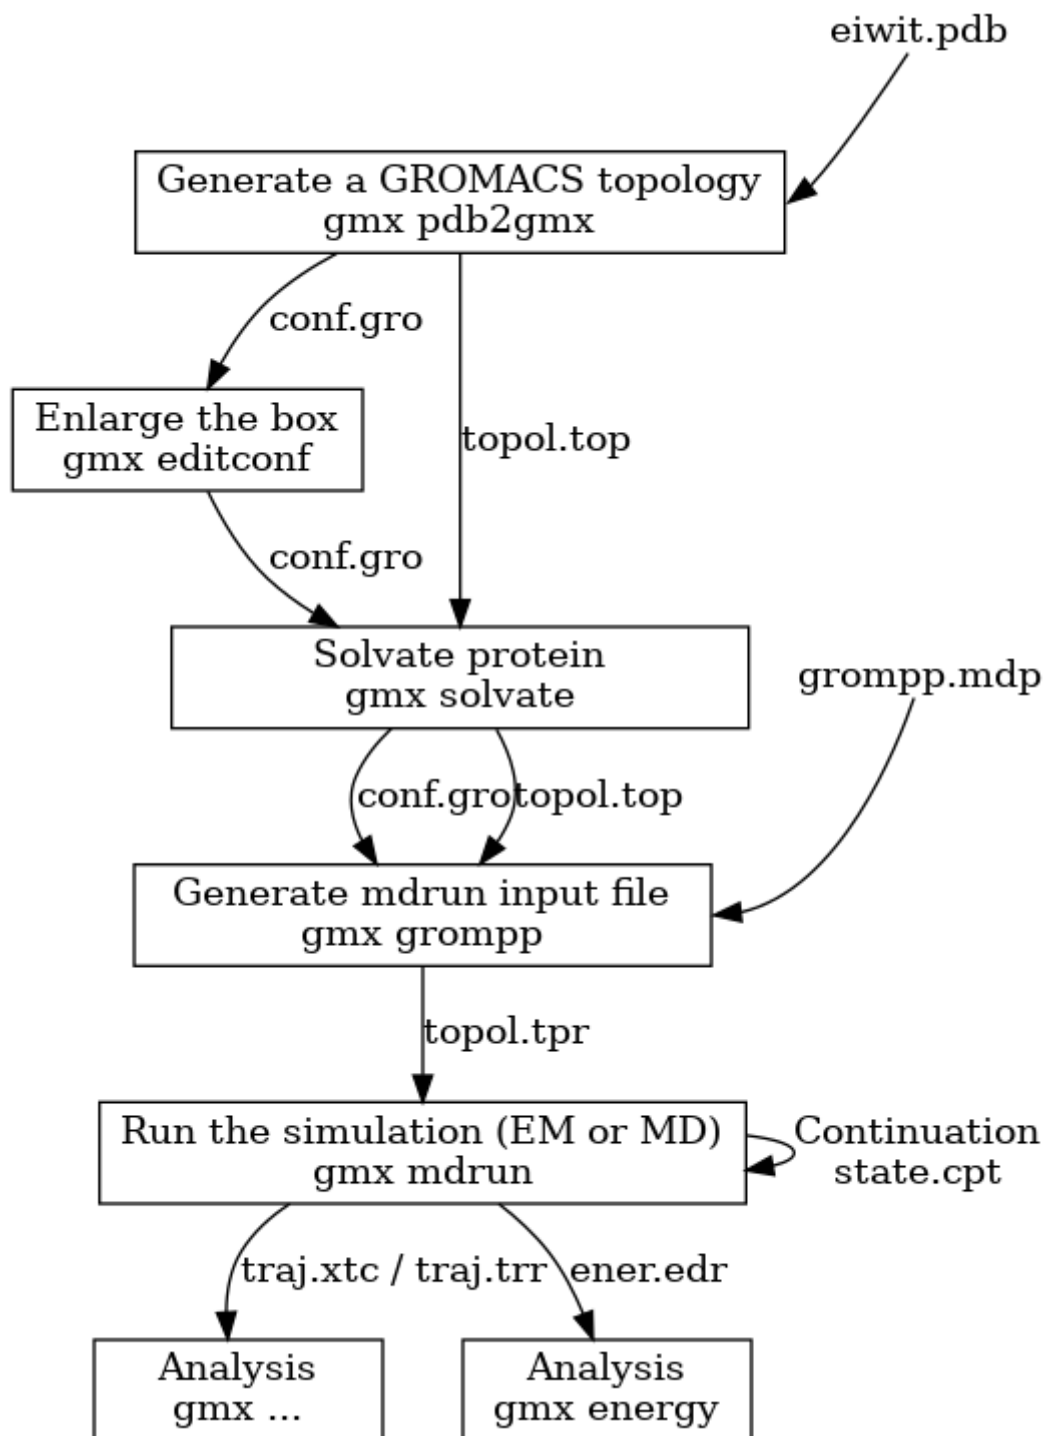 eiwit.pdb
Generate a GROMACS topology
gmx pdb2gmx
conf.gro
Enlarge the box
gmx editconf
topol.top
conf.gro
Solvate protein
gmx solvate
grompp.mdp
conf.gro
topol.top
Generate mdrun input file
gmx grompp
topol.tpr
Run the simulation (EM or MD)
gmx mdrun
Continuation
state.cpt
traj.xtc / traj.trr
ener.edr
Analysis
gmx ...
Analysis
gmx energy